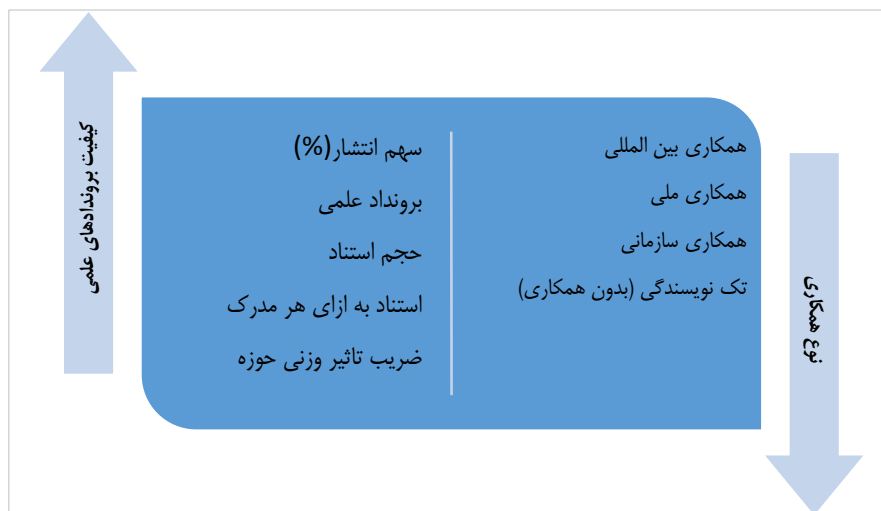 کیفیت بروندادهای علمی
همکاری بین المللی
همکاری ملی
همکاری سازمانی
تک نویسندگی (بدون همکاری)
سهم انتشار(%)
برونداد علمی
حجم استناد
استناد به ازای هر مدرک
ضریب تاثیر وزنی حوزه
نوع همکاری